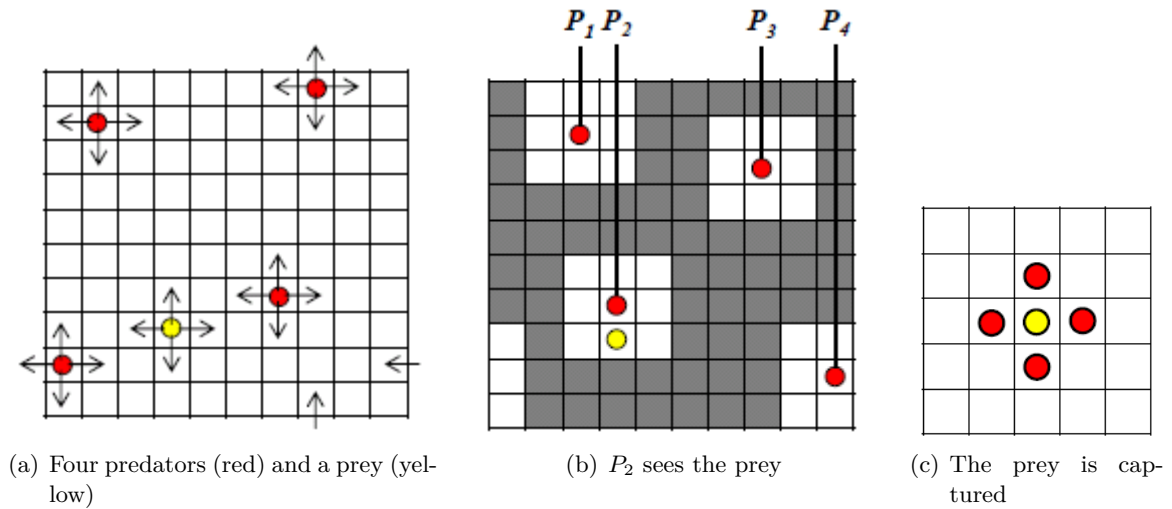 P1 P2 P3 P4
(a) Four predators (red) and a prey (yel-
low)
(b) P2 sees the prey
(c) The prey is cap-
tured